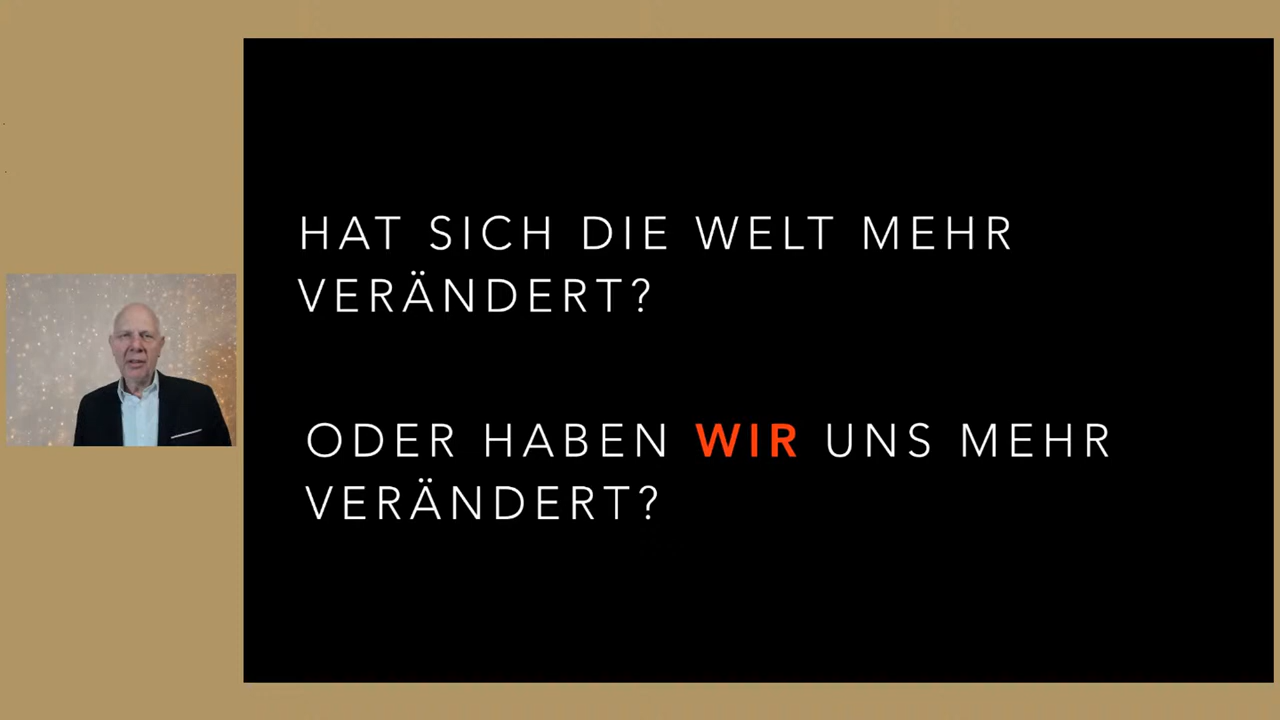 HAT SICH DIE WELT MEHR
VERÄNDERT?
ODER HABEN WIR UNS MEHR
VERÄNDERT?